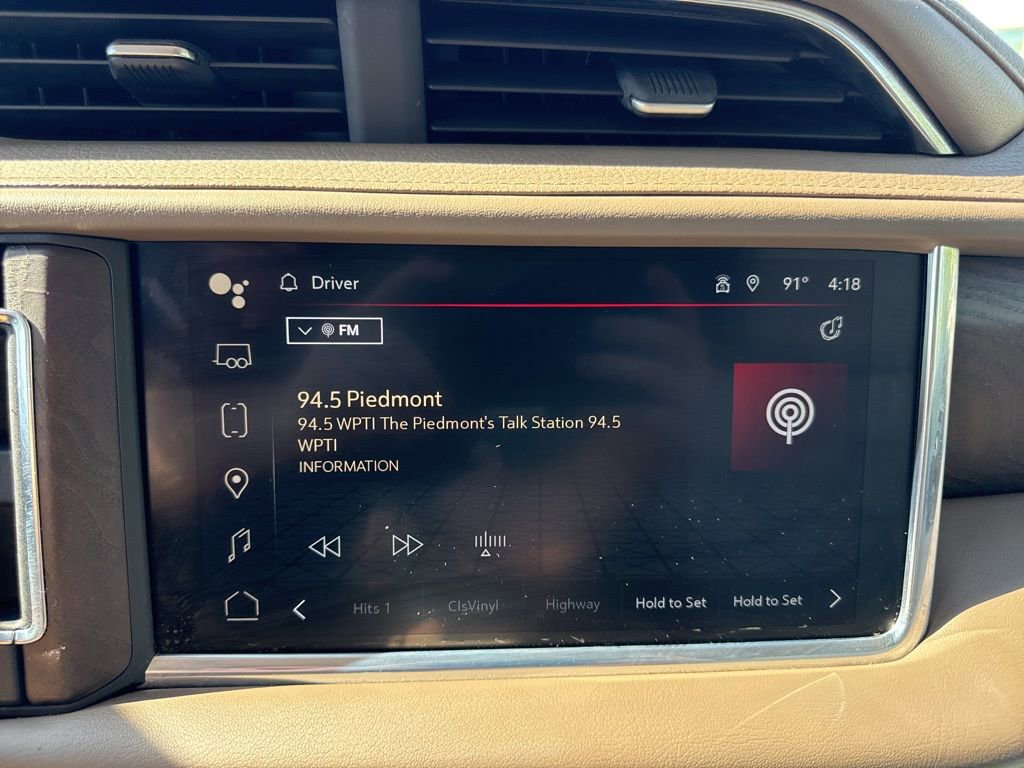 Driver
91° 4:18
FM
94.5 Piedmont
94.5 WPTI The Piedmont's Talk Station 94.5
WPTI
INFORMATION
Hits 1 ClsVinyl Highway Hold to Set Hold to Set